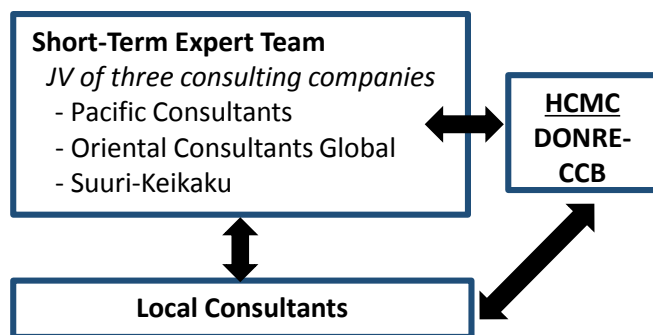 Short-Term Expert Team
JV of three consulting companies
- Pacific Consultants
- Oriental Consultants Global
- Suuri-Keikaku
HCMC
DONRE-
CCB
Local Consultants